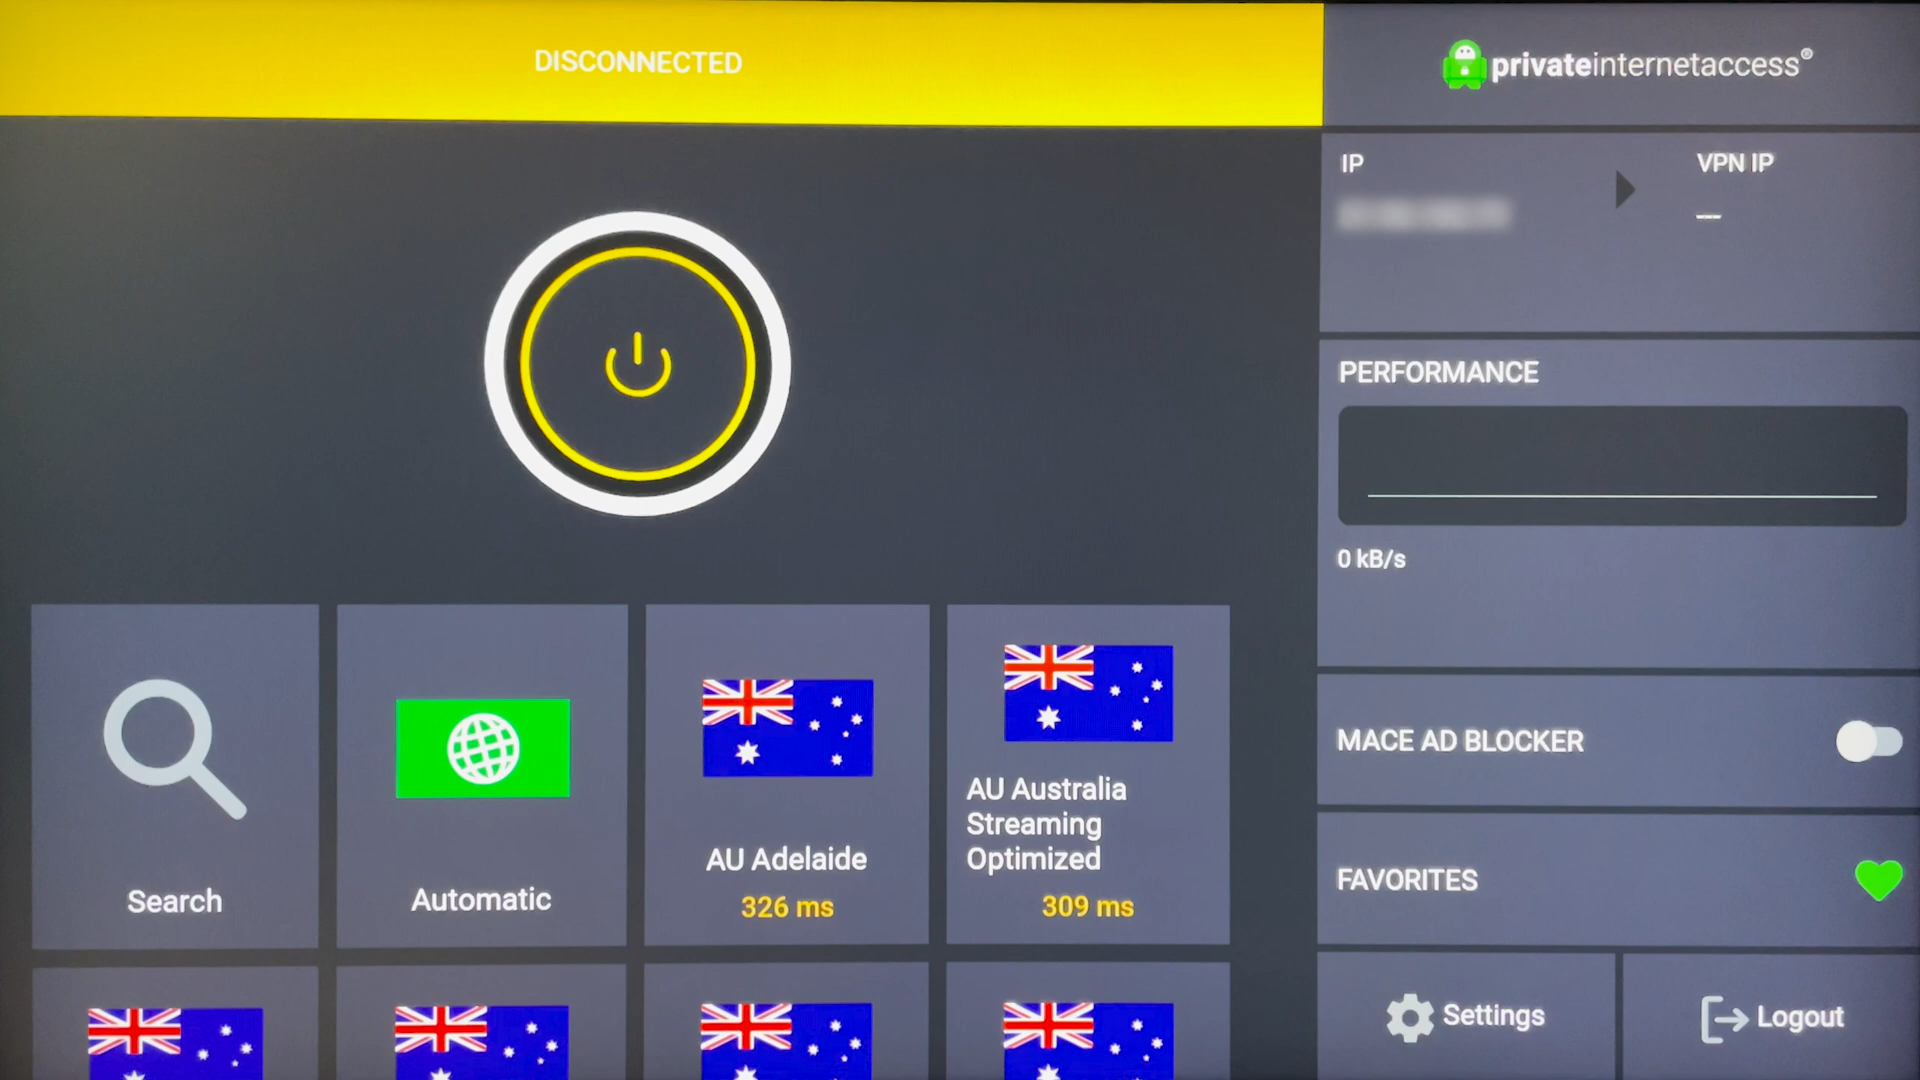 DISCONNECTED
privateinternetaccess®
IP
VPN IP
---
PERFORMANCE
0 kB/s
MACE AD BLOCKER
FAVORITES
Settings
Logout
Search
Automatic
AU Adelaide
326 ms
AU Australia
Streaming
Optimized
309 ms